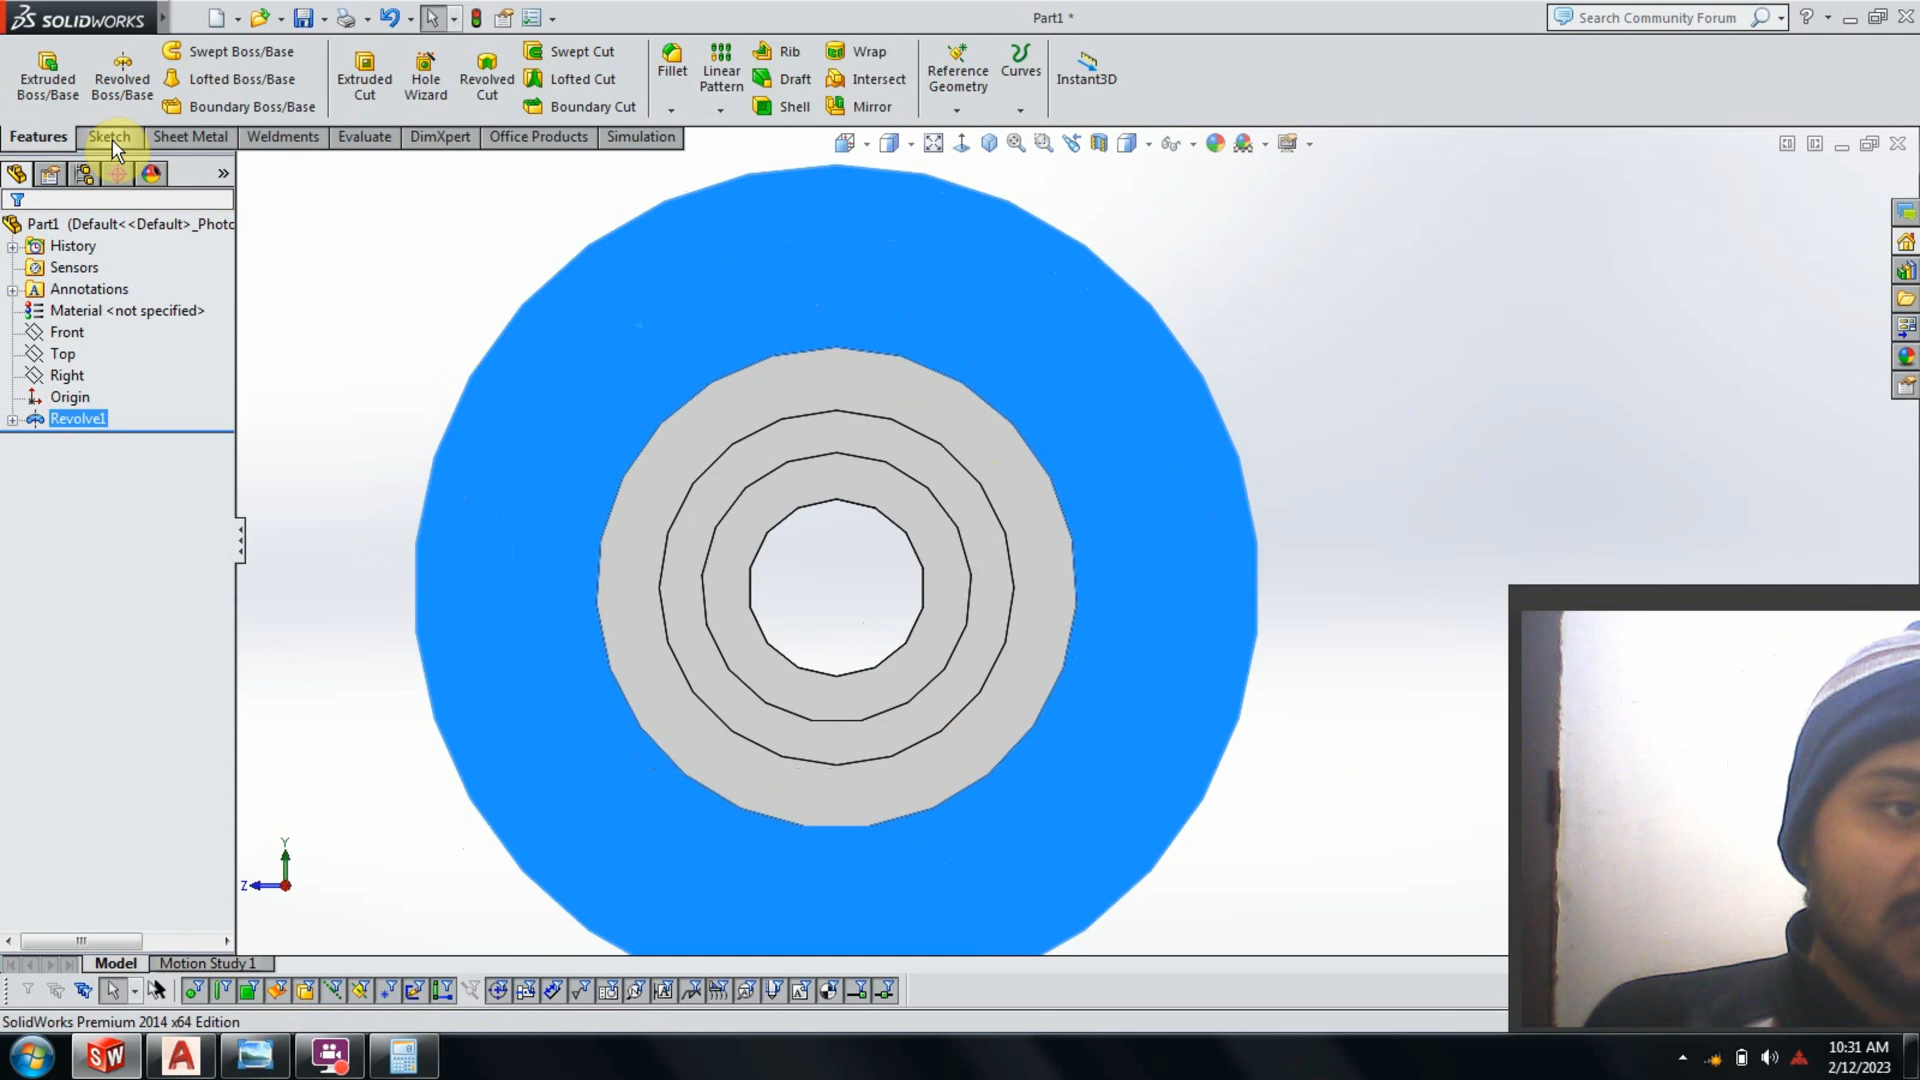 SOLIDWORKS
Part1 *
Search Community Forum
Extruded Boss/Base
Revolved Boss/Base
Swept Boss/Base
Lofted Boss/Base
Boundary Boss/Base
Extruded Cut
Hole Wizard
Revolved Cut
Swept Cut
Lofted Cut
Boundary Cut
Fillet
Linear Pattern
Rib
Draft
Shell
Wrap
Intersect
Mirror
Reference Geometry
Curves
Instant3D
Features Sketch Sheet Metal Weldments Evaluate DimXpert Office Products Simulation
Part1 (Default<<Default>_Photo
History
Sensors
Annotations
Material <not specified>
Front
Top
Right
Origin
Revolve1
Y
Z
Model Motion Study 1
SolidWorks Premium 2014 x64 Edition
SW
10:31 AM
2/12/2023